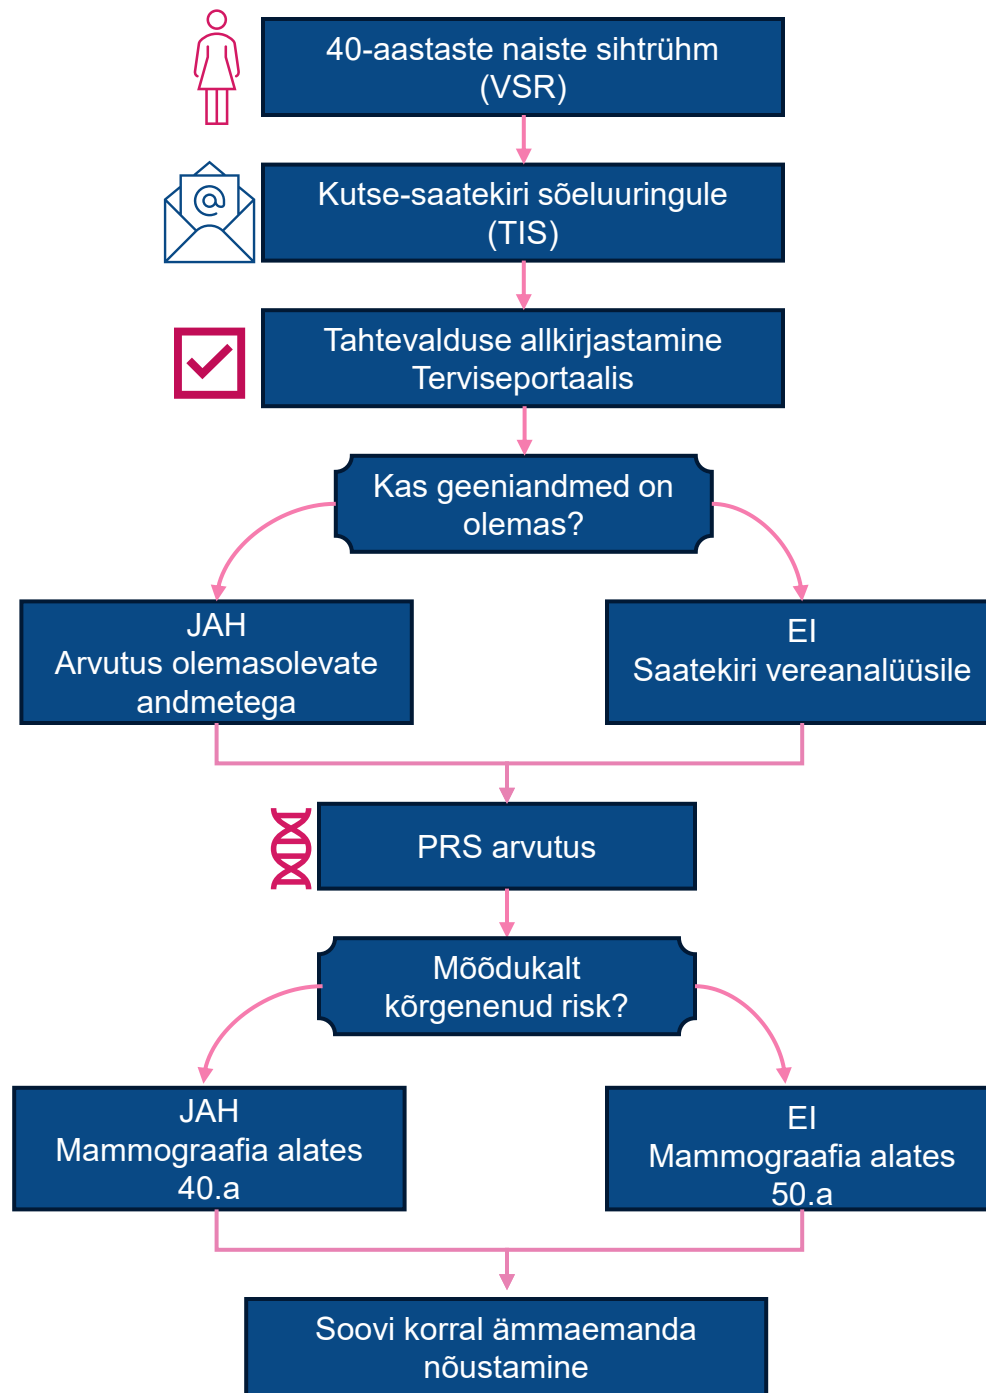 40-aastaste naiste sihtrühm
(VSR)
@
Kutse-saatekiri sõeluuringule
(TIS)
Tahtevalduse allkirjastamine
Terviseportaalis
Kas geeniandmed on
olemas?
JAH
Arvutus olemasolevate
andmetega
EI
Saatekiri vereanalüüsile
PRS arvutus
Mõõdukalt
kõrgenenud risk?
JAH
Mammograafia alates
40.a
EI
Mammograafia alates
50.a
Soovi korral ämmaemanda
nõustamine